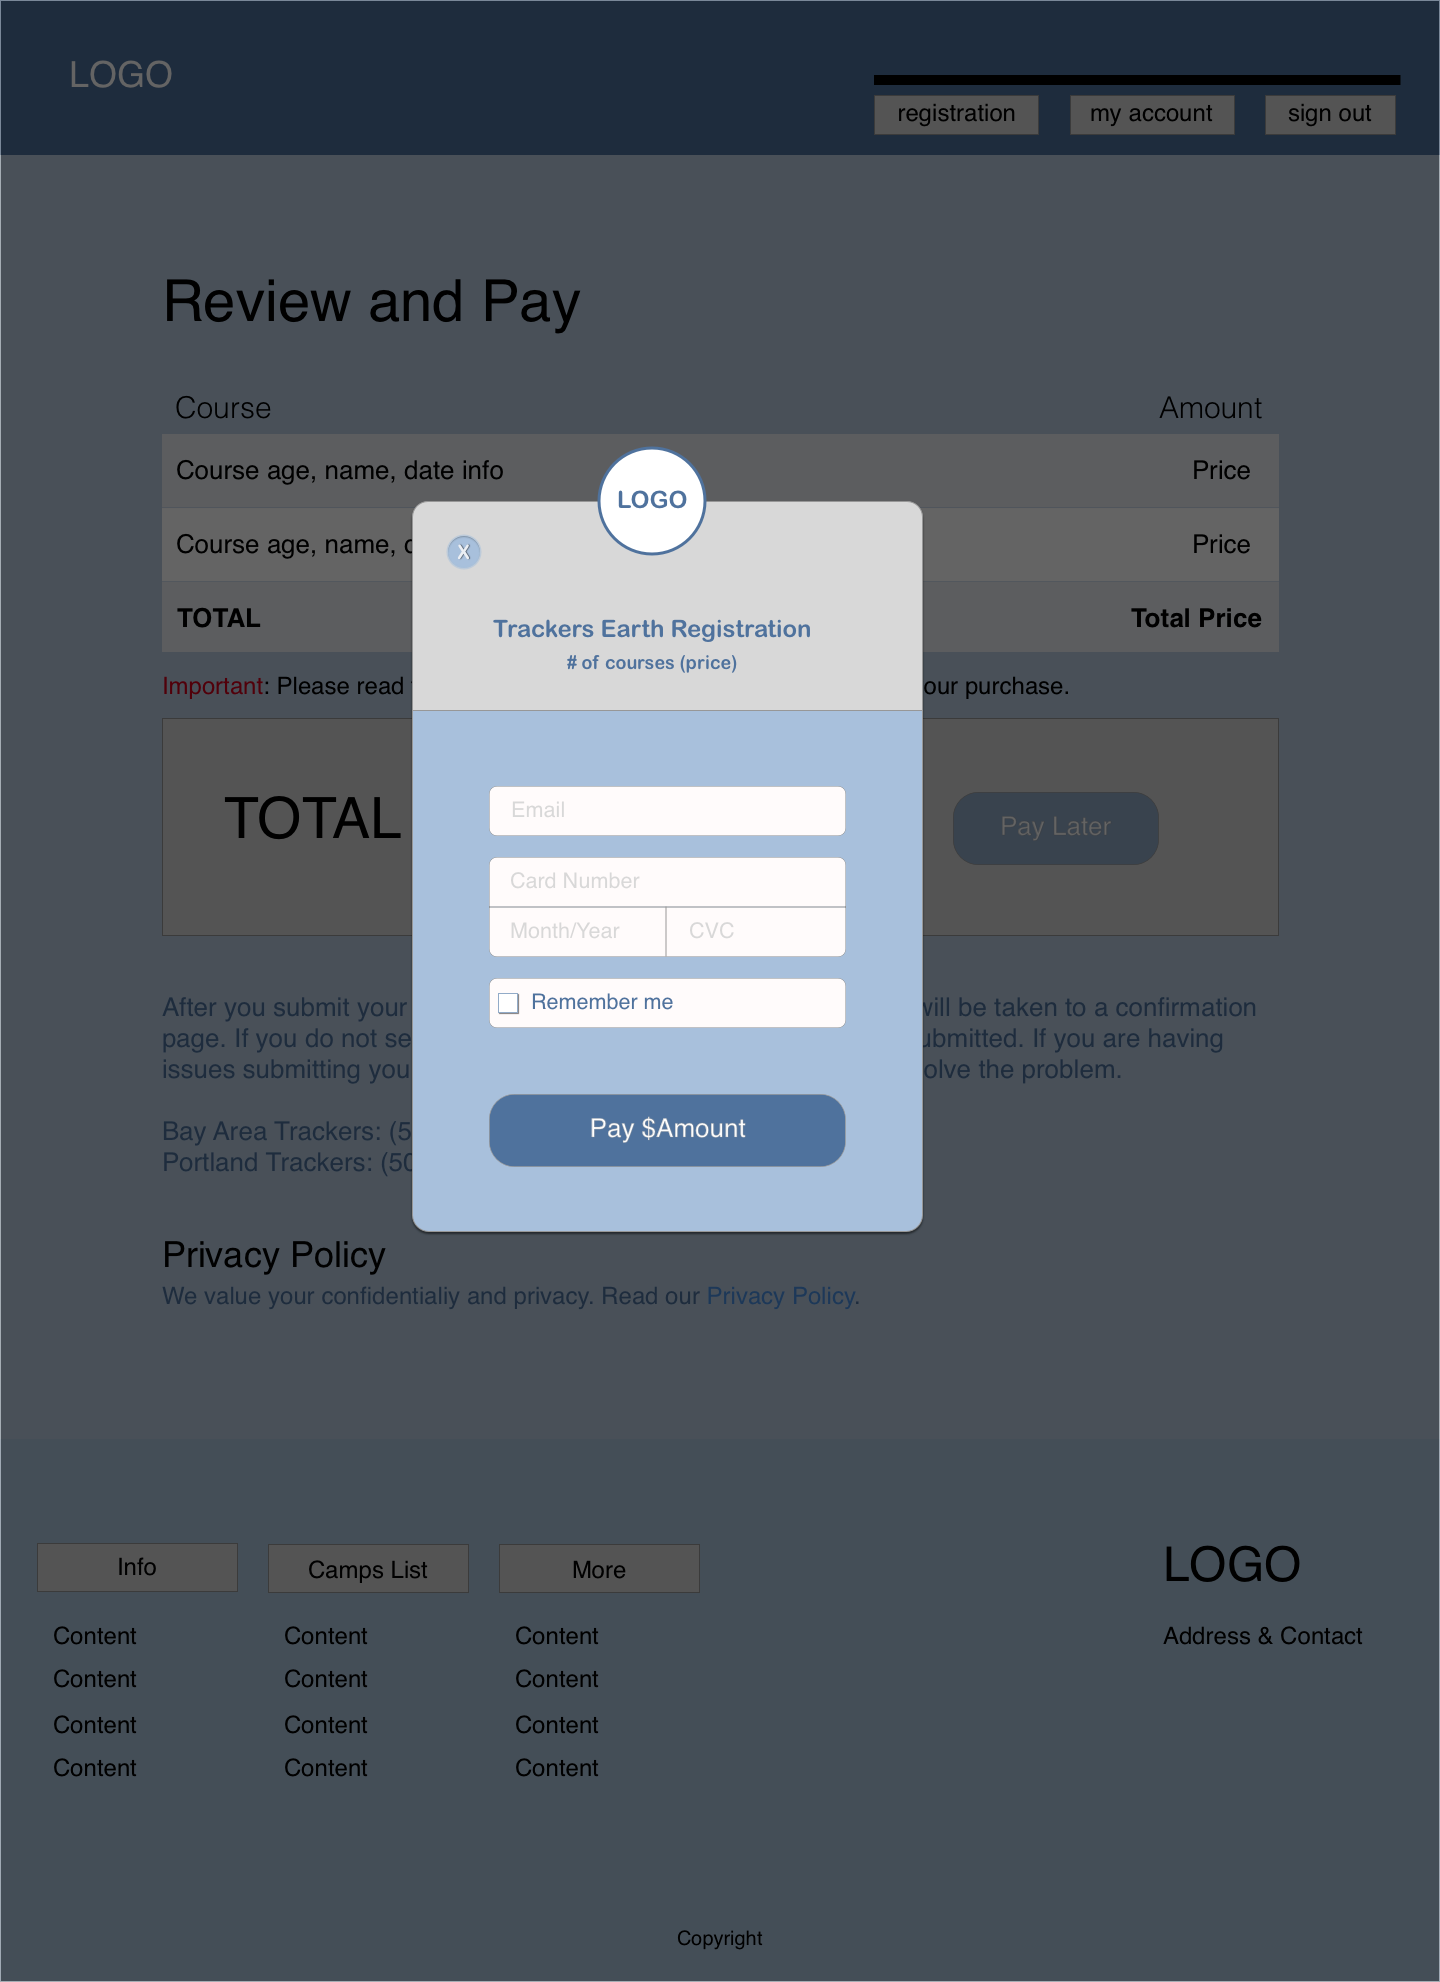 LOGO
registration
my account
sign out
Review and Pay
Course
Amount
Course age, name, date info
Price
Course age, name,
Price
TOTAL
Total Price
Important: Please read
our purchase.
LOGO
X
Trackers Earth Registration
# of courses (price)
Email
Card Number
Month/Year
CVC
Remember me
Pay $Amount
TOTAL
Pay Later
After you submit your
will be taken to a confirmation
page. If you do not se
ubmitted. If you are having
issues submitting you
olve the problem.
Bay Area Trackers: (5
Portland Trackers: (50
Privacy Policy
We value your confidentialiy and privacy. Read our Privacy Policy.
Info
Camps List
More
LOGO
Content
Content
Content
Address & Contact
Content
Content
Content
Content
Content
Content
Content
Content
Content
Copyright